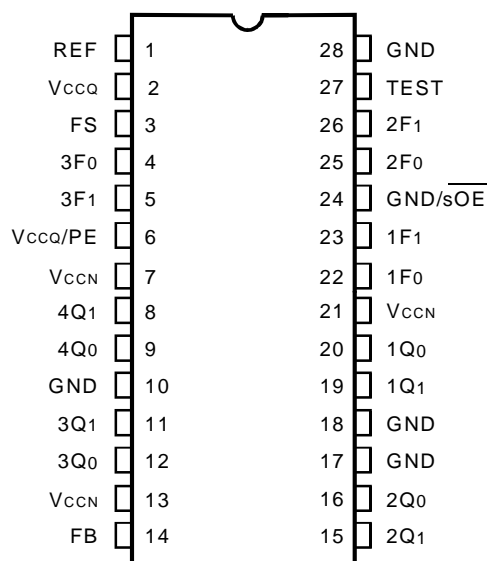 REF 1 28 GND
VCCQ 2 27 TEST
FS 3 26 2F1
3F0 4 25 2F0
3F1 5 24 GND/sOE
VCCQ/PE 6 23 1F1
VCCN 7 22 1F0
4Q1 8 21 VCCN
4Q0 9 20 1Q0
GND 10 19 1Q1
3Q1 11 18 GND
3Q0 12 17 GND
VCCN 13 16 2Q0
FB 14 15 2Q1